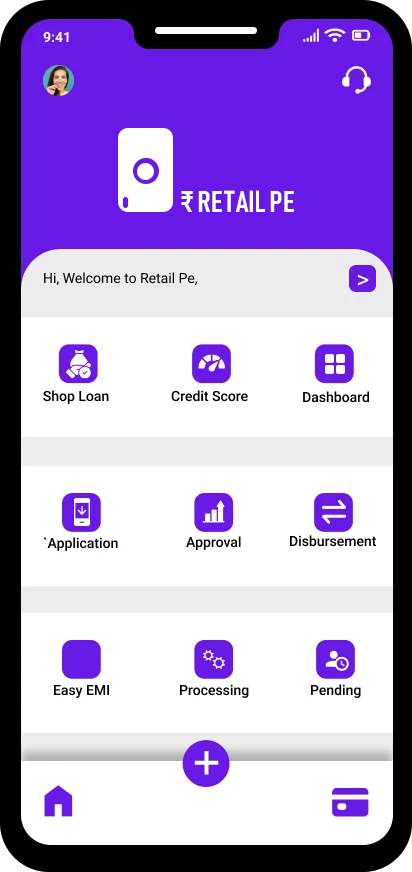 9:41
₹ RETAIL PE
Hi, Welcome to Retail Pe,
>
Shop Loan Credit Score Dashboard
`Application Approval Disbursement
Easy EMI Processing Pending